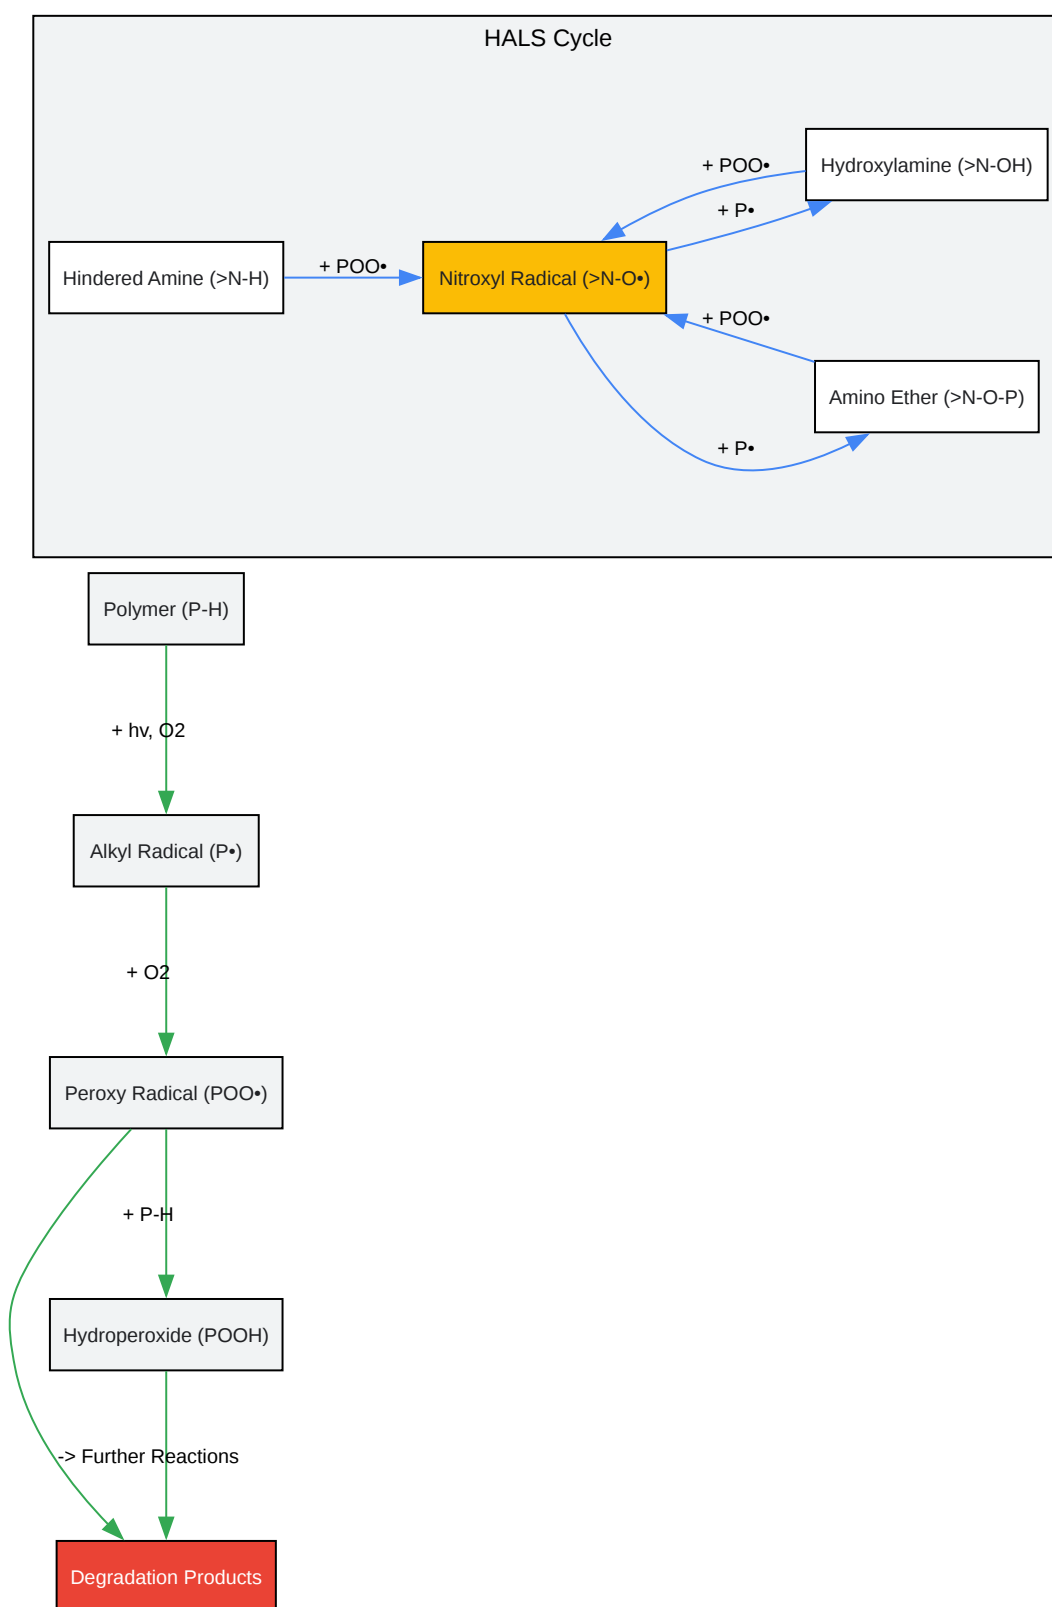 HALS Cycle
Hydroxylamine (>N-OH)
+ POO•
+ P•
Hindered Amine (>N-H)
+ POO•
Nitroxyl Radical (>N-O•)
+ POO•
Amino Ether (>N-O-P)
+ P•
Polymer (P-H)
+ hv, O2
Alkyl Radical (P•)
+ O2
Peroxy Radical (POO•)
+ P-H
Hydroperoxide (POOH)
-> Further Reactions
Degradation Products